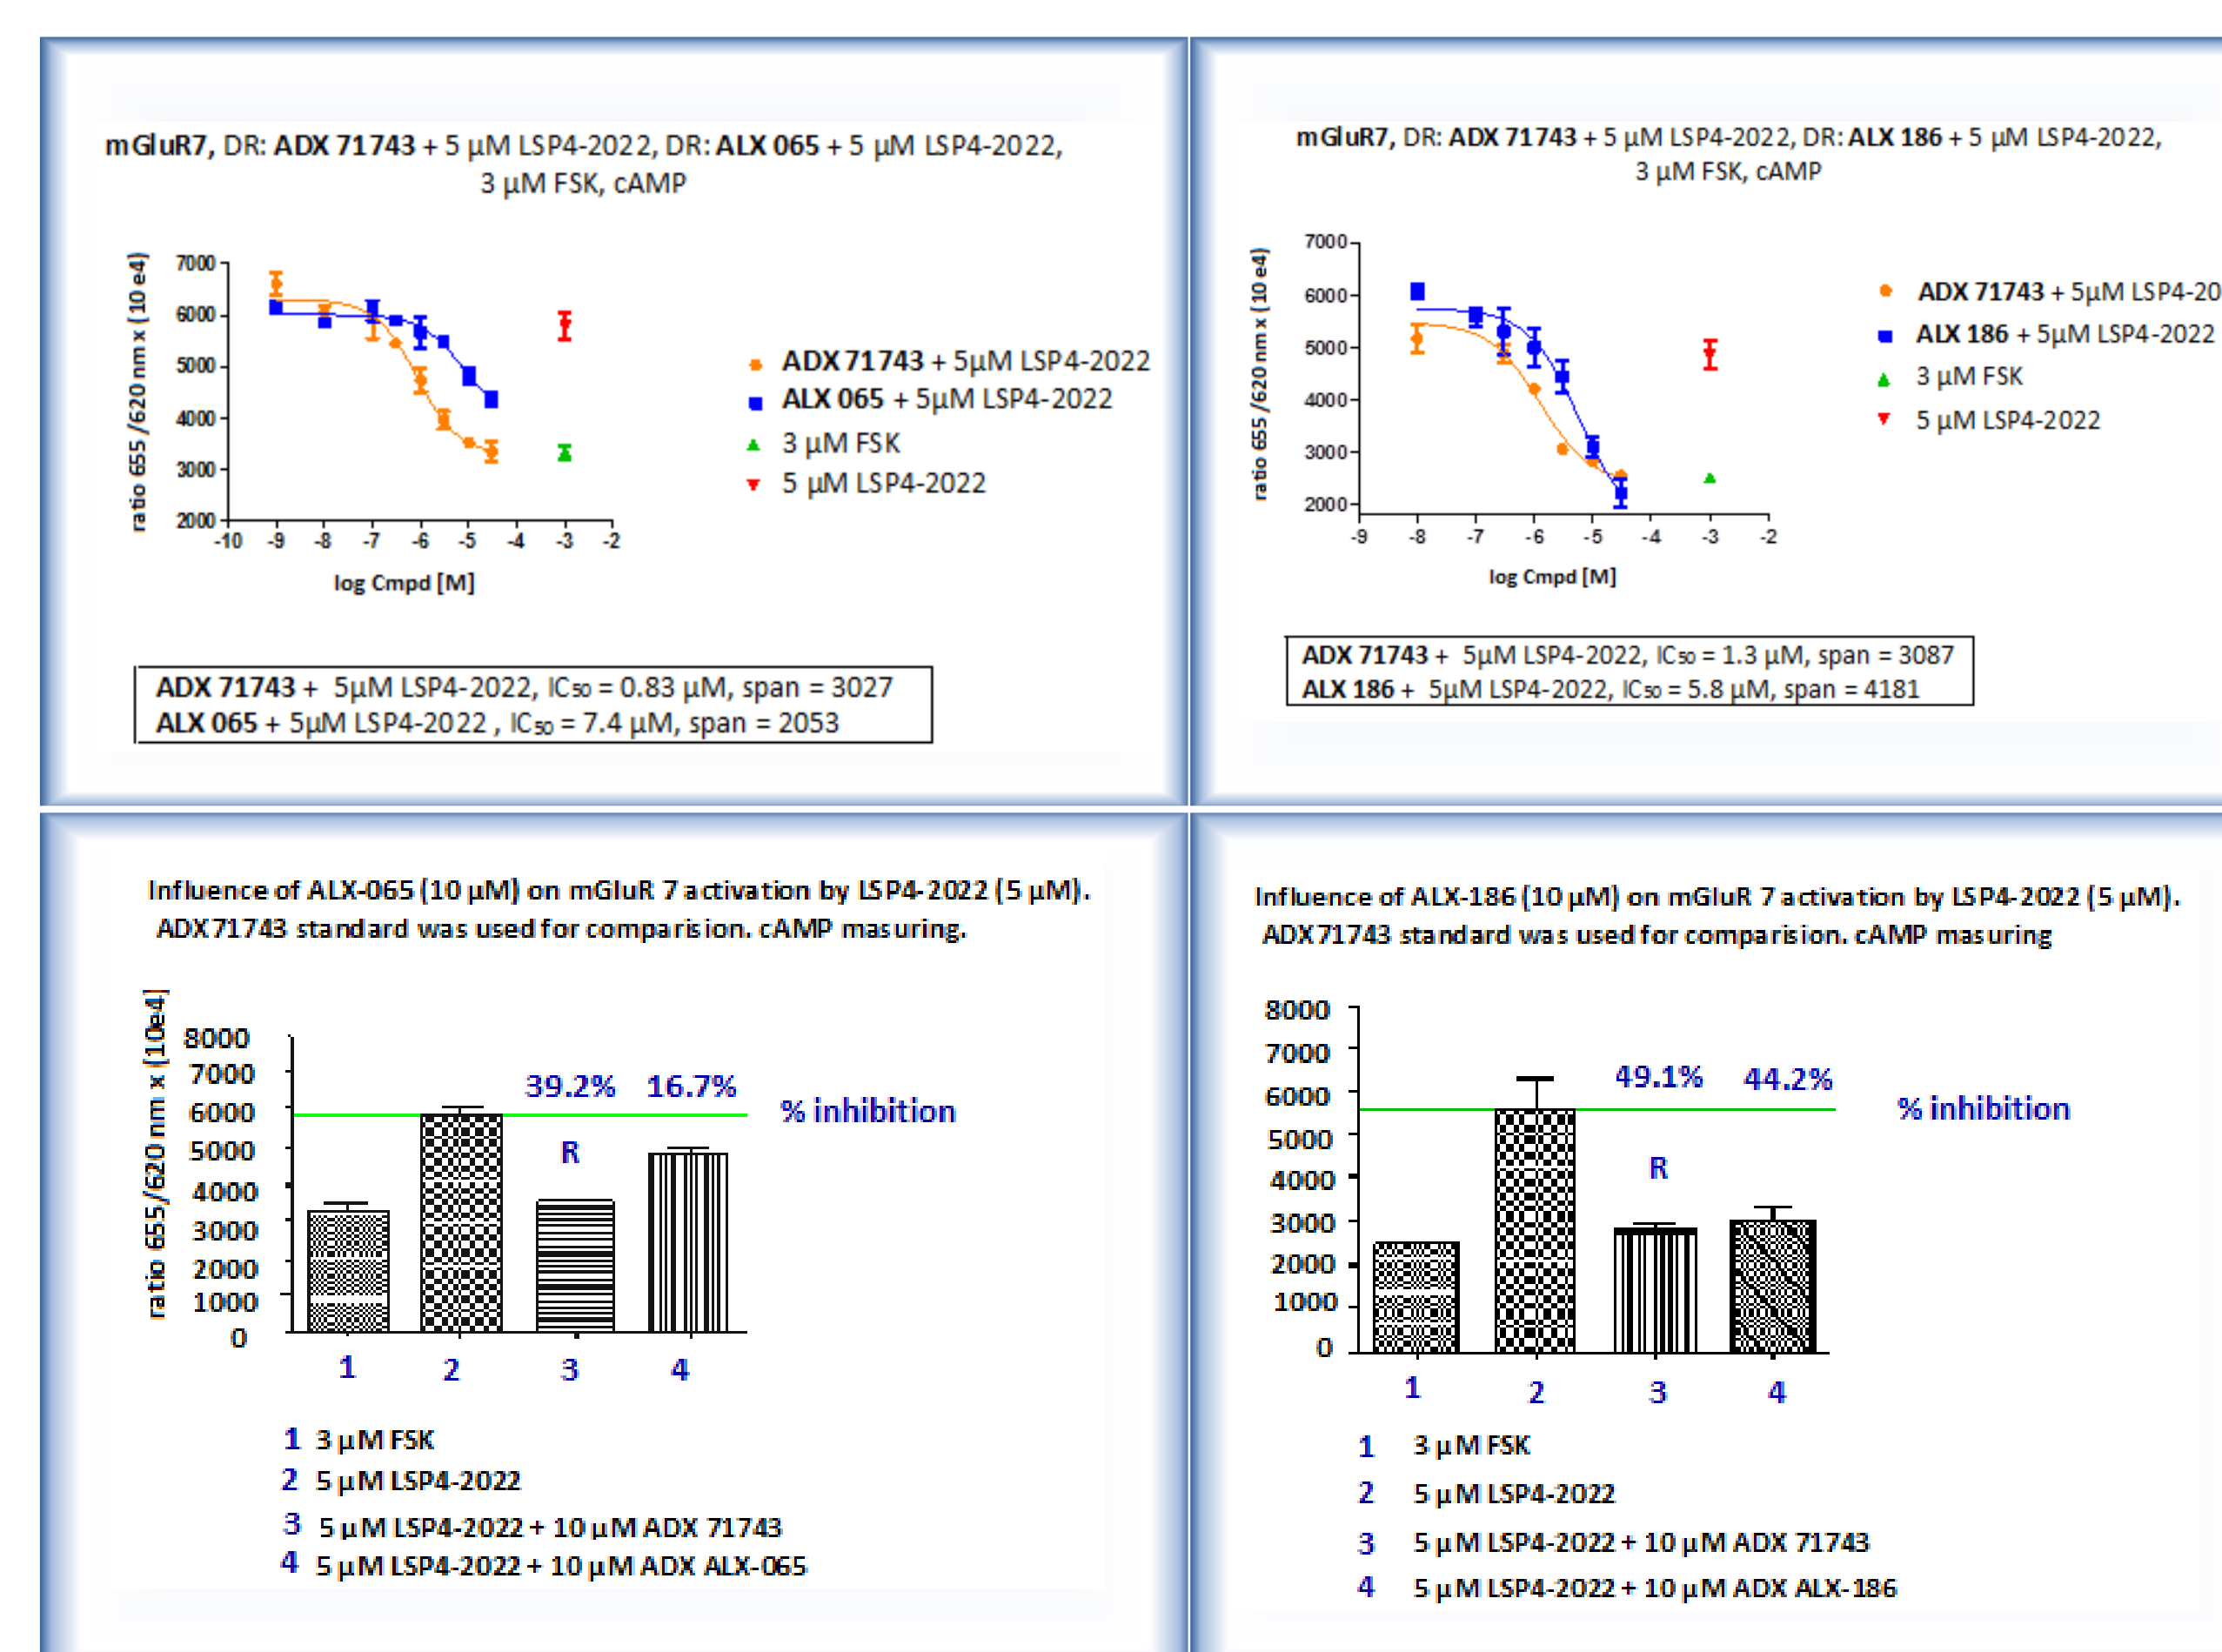 mGluR7, DR: ADX 71743 + 5 µM LSP4-2022, DR: ALX 065 + 5 µM LSP4-2022,
3 µM FSK, cAMP
ratio 655 /620 nm x (10 e4)
7000
6000
5000
4000
3000
2000
-10 -9 -8 -7 -6 -5 -4 -3 -2
log Cmpd [M]
ADX 71743 + 5µM LSP4-2022
ALX 065 + 5µM LSP4-2022
3 µM FSK
5 µM LSP4-2022
ADX 71743 + 5µM LSP4-2022, IC₅₀ = 0.83 µM, span = 3027
ALX 065 + 5µM LSP4-2022 , IC₅₀ = 7.4 µM, span = 2053
mGluR7, DR: ADX 71743 + 5 µM LSP4-2022, DR: ALX 186 + 5 µM LSP4-2022,
3 µM FSK, cAMP
ratio 655 /620 nm x (10 e4)
7000
6000
5000
4000
3000
2000
-9 -8 -7 -6 -5 -4 -3 -2
log Cmpd [M]
ADX 71743 + 5µM LSP4-20
ALX 186 + 5µM LSP4-2022
3 µM FSK
5 µM LSP4-2022
ADX 71743 + 5µM LSP4-2022, IC₅₀ = 1.3 µM, span = 3087
ALX 186 + 5µM LSP4-2022, IC₅₀ = 5.8 µM, span = 4181
Influence of ALX-065 (10 µM) on mGluR 7 activation by LSP4-2022 (5 µM).
ADX71743 standard was used for comparision. cAMP masuring.
ratio 655/620 nm x (10e4)
8000
7000
6000
5000
4000
3000
2000
1000
0
39.2% 16.7%
% inhibition
R
1 2 3 4
1 3 µM FSK
2 5 µM LSP4-2022
3 5 µM LSP4-2022 + 10 µM ADX 71743
4 5 µM LSP4-2022 + 10 µM ADX ALX-065
Influence of ALX-186 (10 µM) on mGluR 7 activation by LSP4-2022 (5 µM).
ADX71743 standard was used for comparision. cAMP masuring
8000
7000
6000
5000
4000
3000
2000
1000
0
49.1% 44.2%
% inhibition
R
1 2 3 4
1 3 µM FSK
2 5 µM LSP4-2022
3 5 µM LSP4-2022 + 10 µM ADX 71743
4 5 µM LSP4-2022 + 10 µM ADX ALX-186